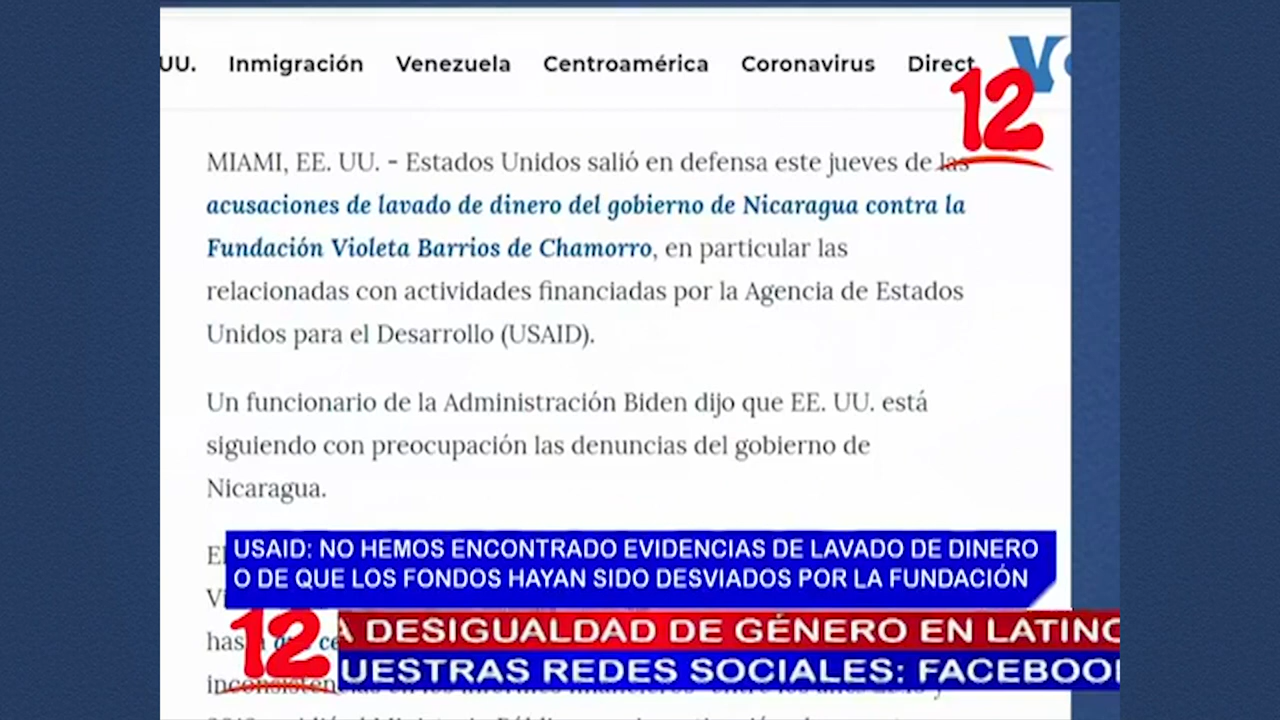 UU. Inmigración Venezuela Centroamérica Coronavirus Direct
12
MIAMI, EE. UU. - Estados Unidos salió en defensa este jueves de las
acusaciones de lavado de dinero del gobierno de Nicaragua contra la
Fundación Violeta Barrios de Chamorro, en particular las
relacionadas con actividades financiadas por la Agencia de Estados
Unidos para el Desarrollo (USAID).
Un funcionario de la Administración Biden dijo que EE. UU. está
siguiendo con preocupación las denuncias del gobierno de
Nicaragua.
USAID: NO HEMOS ENCONTRADO EVIDENCIAS DE LAVADO DE DINERO
O DE QUE LOS FONDOS HAYAN SIDO DESVIADOS POR LA FUNDACIÓN
12
A DESIGUALDAD DE GÉNERO EN LATINO
UESTRAS REDES SOCIALES: FACEBOOK